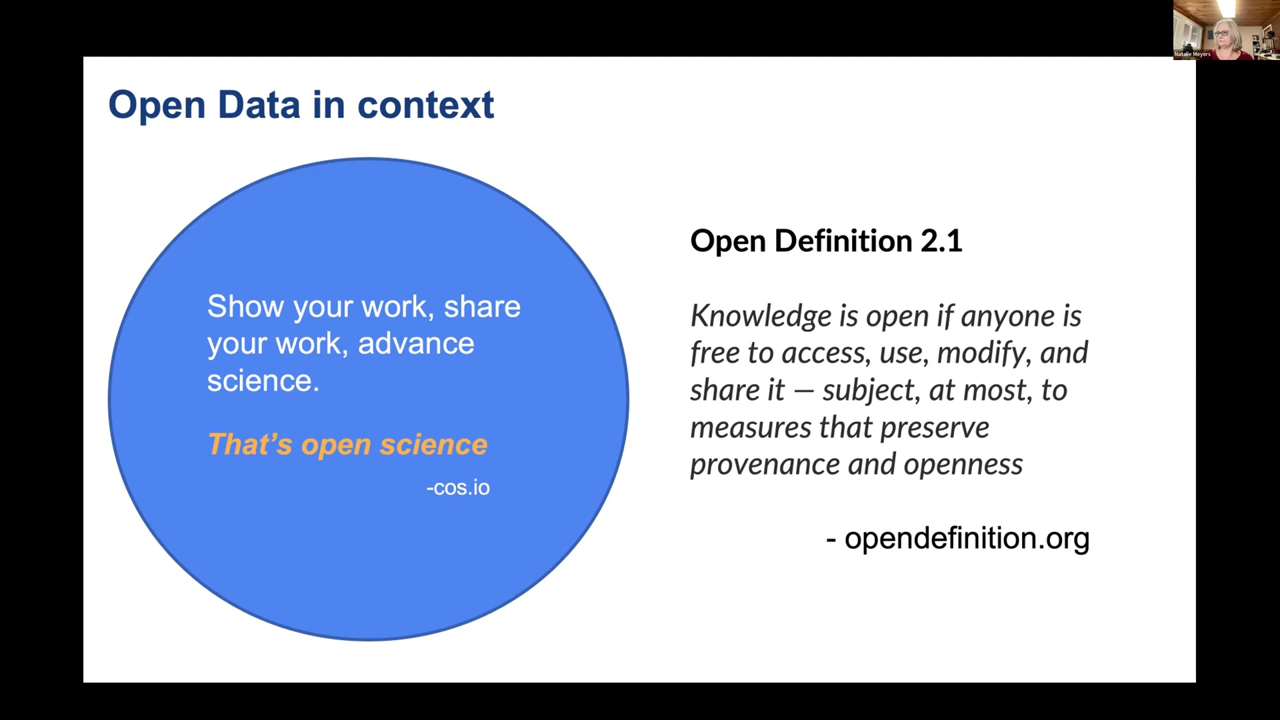 Natalie Meyers
Open Data in context
Show your work, share
your work, advance
science.
That's open science
-cos.io
Open Definition 2.1
Knowledge is open if anyone is
free to access, use, modify, and
share it — subject, at most, to
measures that preserve
provenance and openness
- opendefinition.org